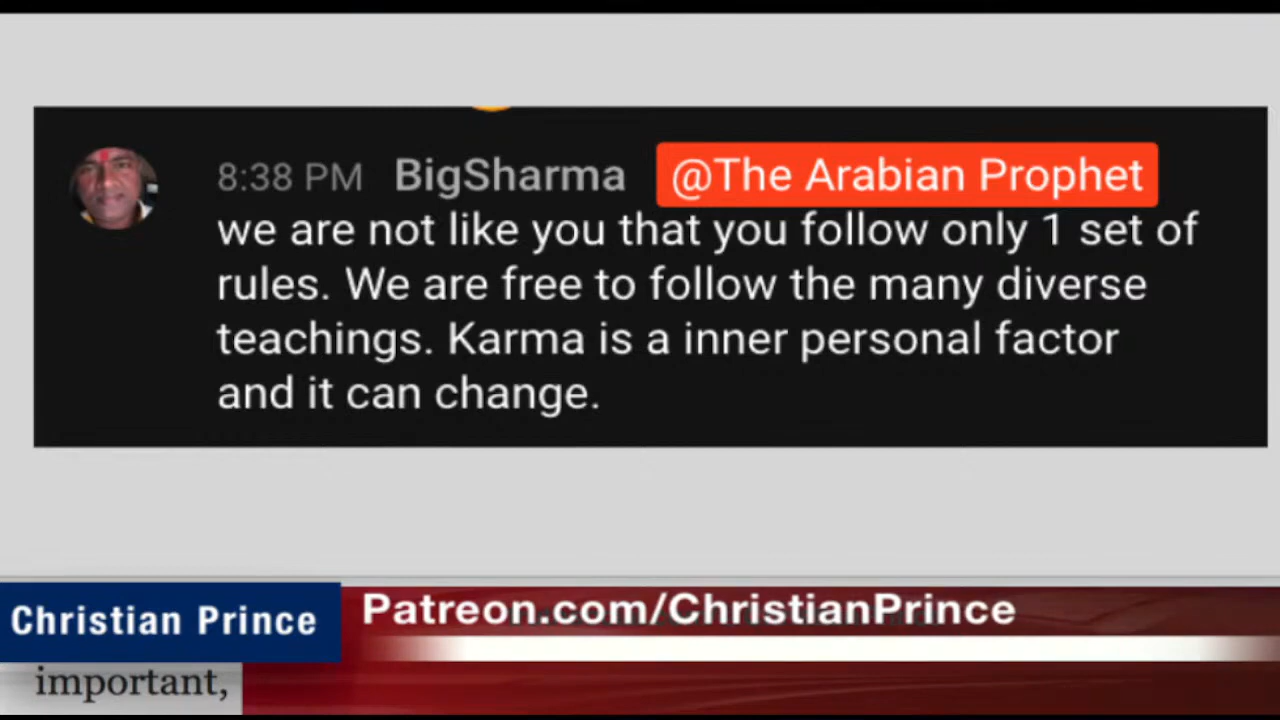 8:38 PM BigSharma @The Arabian Prophet
we are not like you that you follow only 1 set of
rules. We are free to follow the many diverse
teachings. Karma is a inner personal factor
and it can change.
Christian Prince
Patreon.com/ChristianPrince
important,